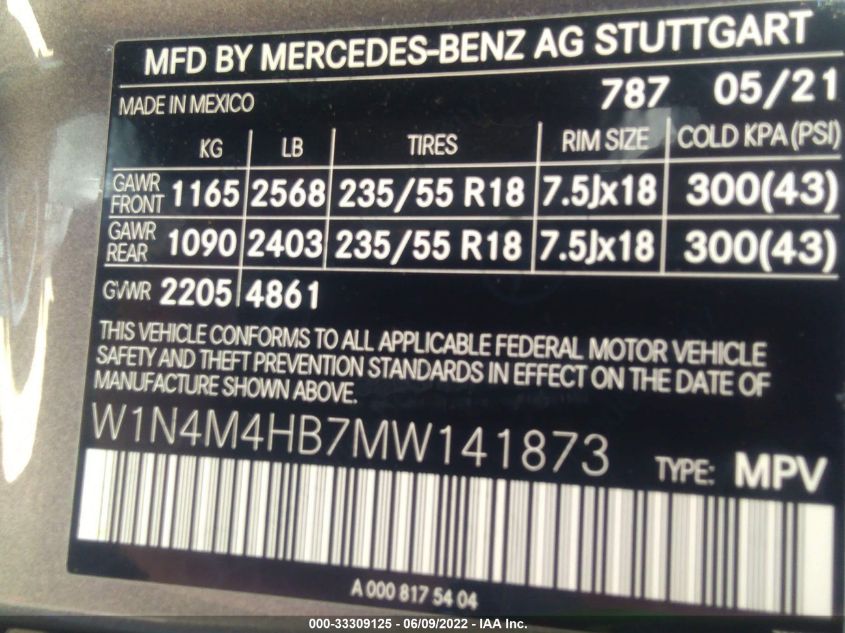 MFD BY MERCEDES-BENZ AG STUTTGART
MADE IN MEXICO 787 05/21
KG LB TIRES RIM SIZE COLD KPA (PSI)
GAWR FRONT 1165 2568 235/55 R18 7.5Jx18 300(43)
GAWR REAR 1090 2403 235/55 R18 7.5Jx18 300(43)
GVWR 2205 4861
THIS VEHICLE CONFORMS TO ALL APPLICABLE FEDERAL MOTOR VEHICLE
SAFETY AND THEFT PREVENTION STANDARDS IN EFFECT ON THE DATE OF
MANUFACTURE SHOWN ABOVE.
W1N4M4HB7MW141873 TYPE: MPV
A 000 817 54 04
000-33309125 - 06/09/2022 - IAA Inc.